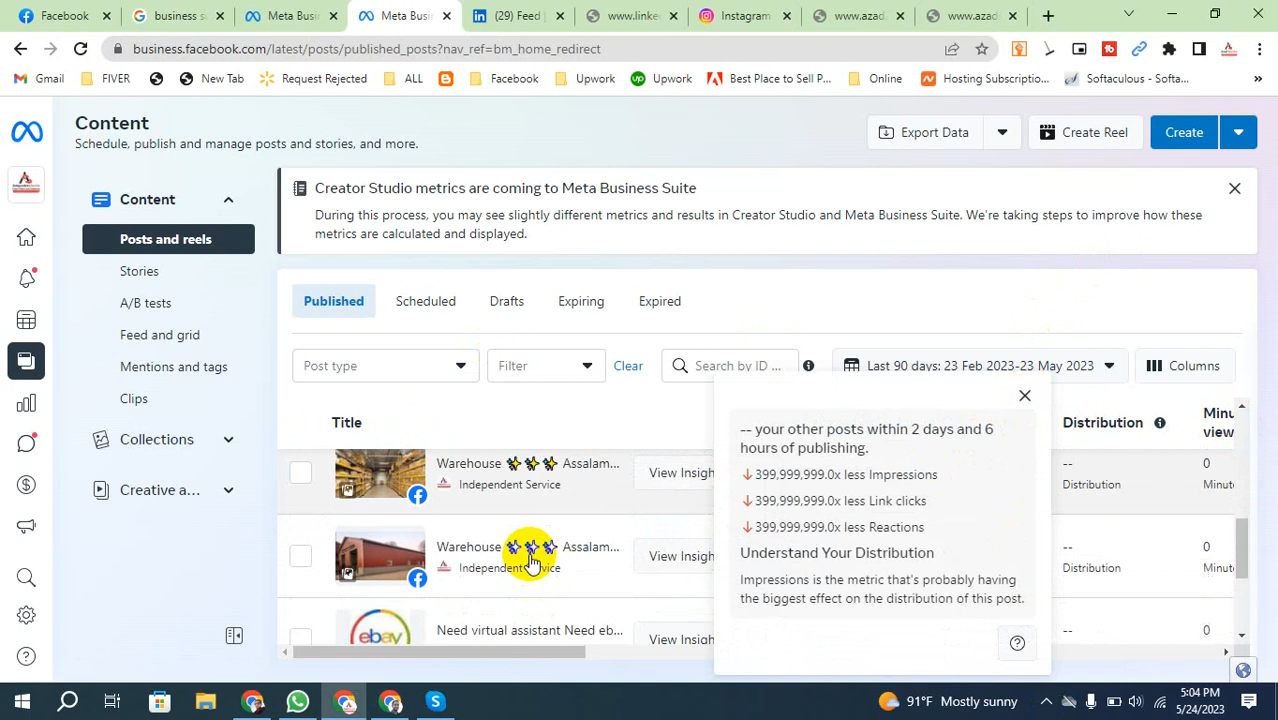 Facebook
business su
Meta Busin
Meta Busin
(29) Feed |
www.linke
Instagram
www.azad
www.azad
business.facebook.com/latest/posts/published_posts?nav_ref=bm_home_redirect
Gmail
FIVER
New Tab
Request Rejected
ALL
Facebook
Upwork
Upwork
Best Place to Sell P...
Online
Hosting Subscriptio...
Softaculous - Softa...
Content
Schedule, publish and manage posts and stories, and more.
Export Data
Create Reel
Create
Content
Posts and reels
Stories
A/B tests
Feed and grid
Mentions and tags
Clips
Collections
Creative a...
Creator Studio metrics are coming to Meta Business Suite
During this process, you may see slightly different metrics and results in Creator Studio and Meta Business Suite. We're taking steps to improve how these
metrics are calculated and displayed.
Published
Scheduled
Drafts
Expiring
Expired
Post type
Filter
Clear
Search by ID ...
Last 90 days: 23 Feb 2023-23 May 2023
Columns
Title
Distribution
Minu
view
Warehouse ✨✨✨ Assalam...
Independent Service
View Insigh
--
Distribution
0
Minute
Warehouse ✨✨✨ Assalam...
Independent Service
View Insigh
--
Distribution
0
Minute
ebay
Need virtual assistant Need eb...
View Insigh
--
0
-- your other posts within 2 days and 6
hours of publishing.
↓399,999,999.0x less Impressions
↓399,999,999.0x less Link clicks
↓399,999,999.0x less Reactions
Understand Your Distribution
Impressions is the metric that's probably having
the biggest effect on the distribution of this post.
91°F Mostly sunny
5:04 PM
5/24/2023